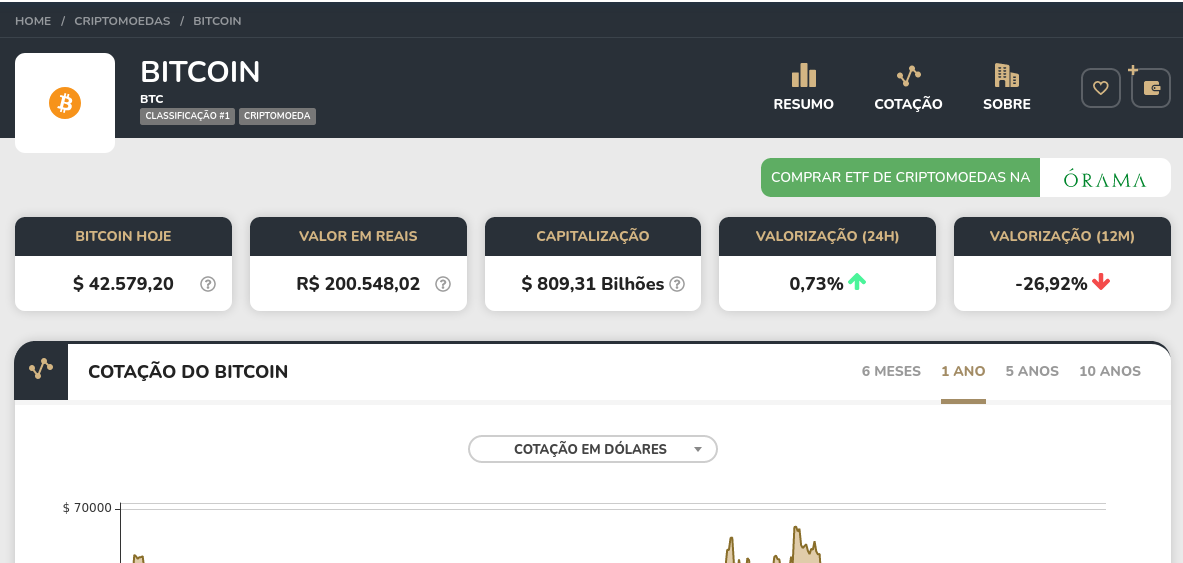 HOME / CRIPTOMOEDAS / BITCOIN
BITCOIN
BTC
CLASSIFICAÇÃO #1 CRIPTOMOEDA
RESUMO COTAÇÃO SOBRE
COMPRAR ETF DE CRIPTOMOEDAS NA ÓRAMA
BITCOIN HOJE
$ 42.579,20
VALOR EM REAIS
R$ 200.548,02
CAPITALIZAÇÃO
$ 809,31 Bilhões
VALORIZAÇÃO (24H)
0,73%
VALORIZAÇÃO (12M)
-26,92%
COTAÇÃO DO BITCOIN
6 MESES 1 ANO 5 ANOS 10 ANOS
COTAÇÃO EM DÓLARES
$ 70000